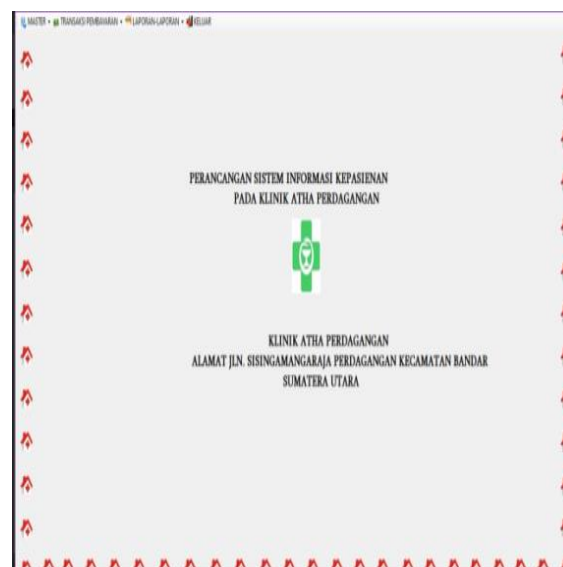 MASTER TRANSAKSI PEMBAYARAN LAPORAN-LAPORAN KELUAR
PERANCANGAN SISTEM INFORMASI KEPASIENAN
PADA KLINIK ATHA PERDAGANGAN
KLINIK ATHA PERDAGANGAN
ALAMAT JLN. SISINGAMANGARAJA PERDAGANGAN KECAMATAN BANDAR
SUMATERA UTARA